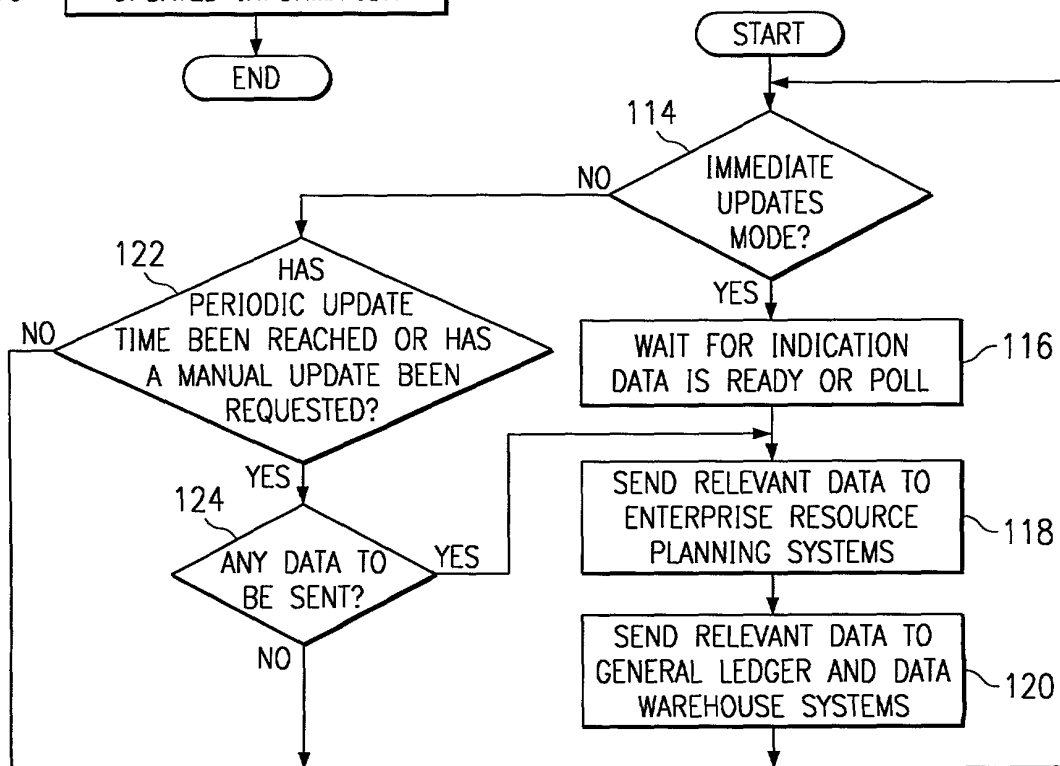 END
START
114
IMMEDIATE
UPDATES
MODE?
NO
YES
122
HAS
PERIODIC UPDATE
TIME BEEN REACHED OR HAS
A MANUAL UPDATE BEEN
REQUESTED?
NO
YES
WAIT FOR INDICATION
DATA IS READY OR POLL
116
124
ANY DATA TO
BE SENT?
YES
NO
SEND RELEVANT DATA TO
ENTERPRISE RESOURCE
PLANNING SYSTEMS
118
SEND RELEVANT DATA TO
GENERAL LEDGER AND DATA
WAREHOUSE SYSTEMS
120